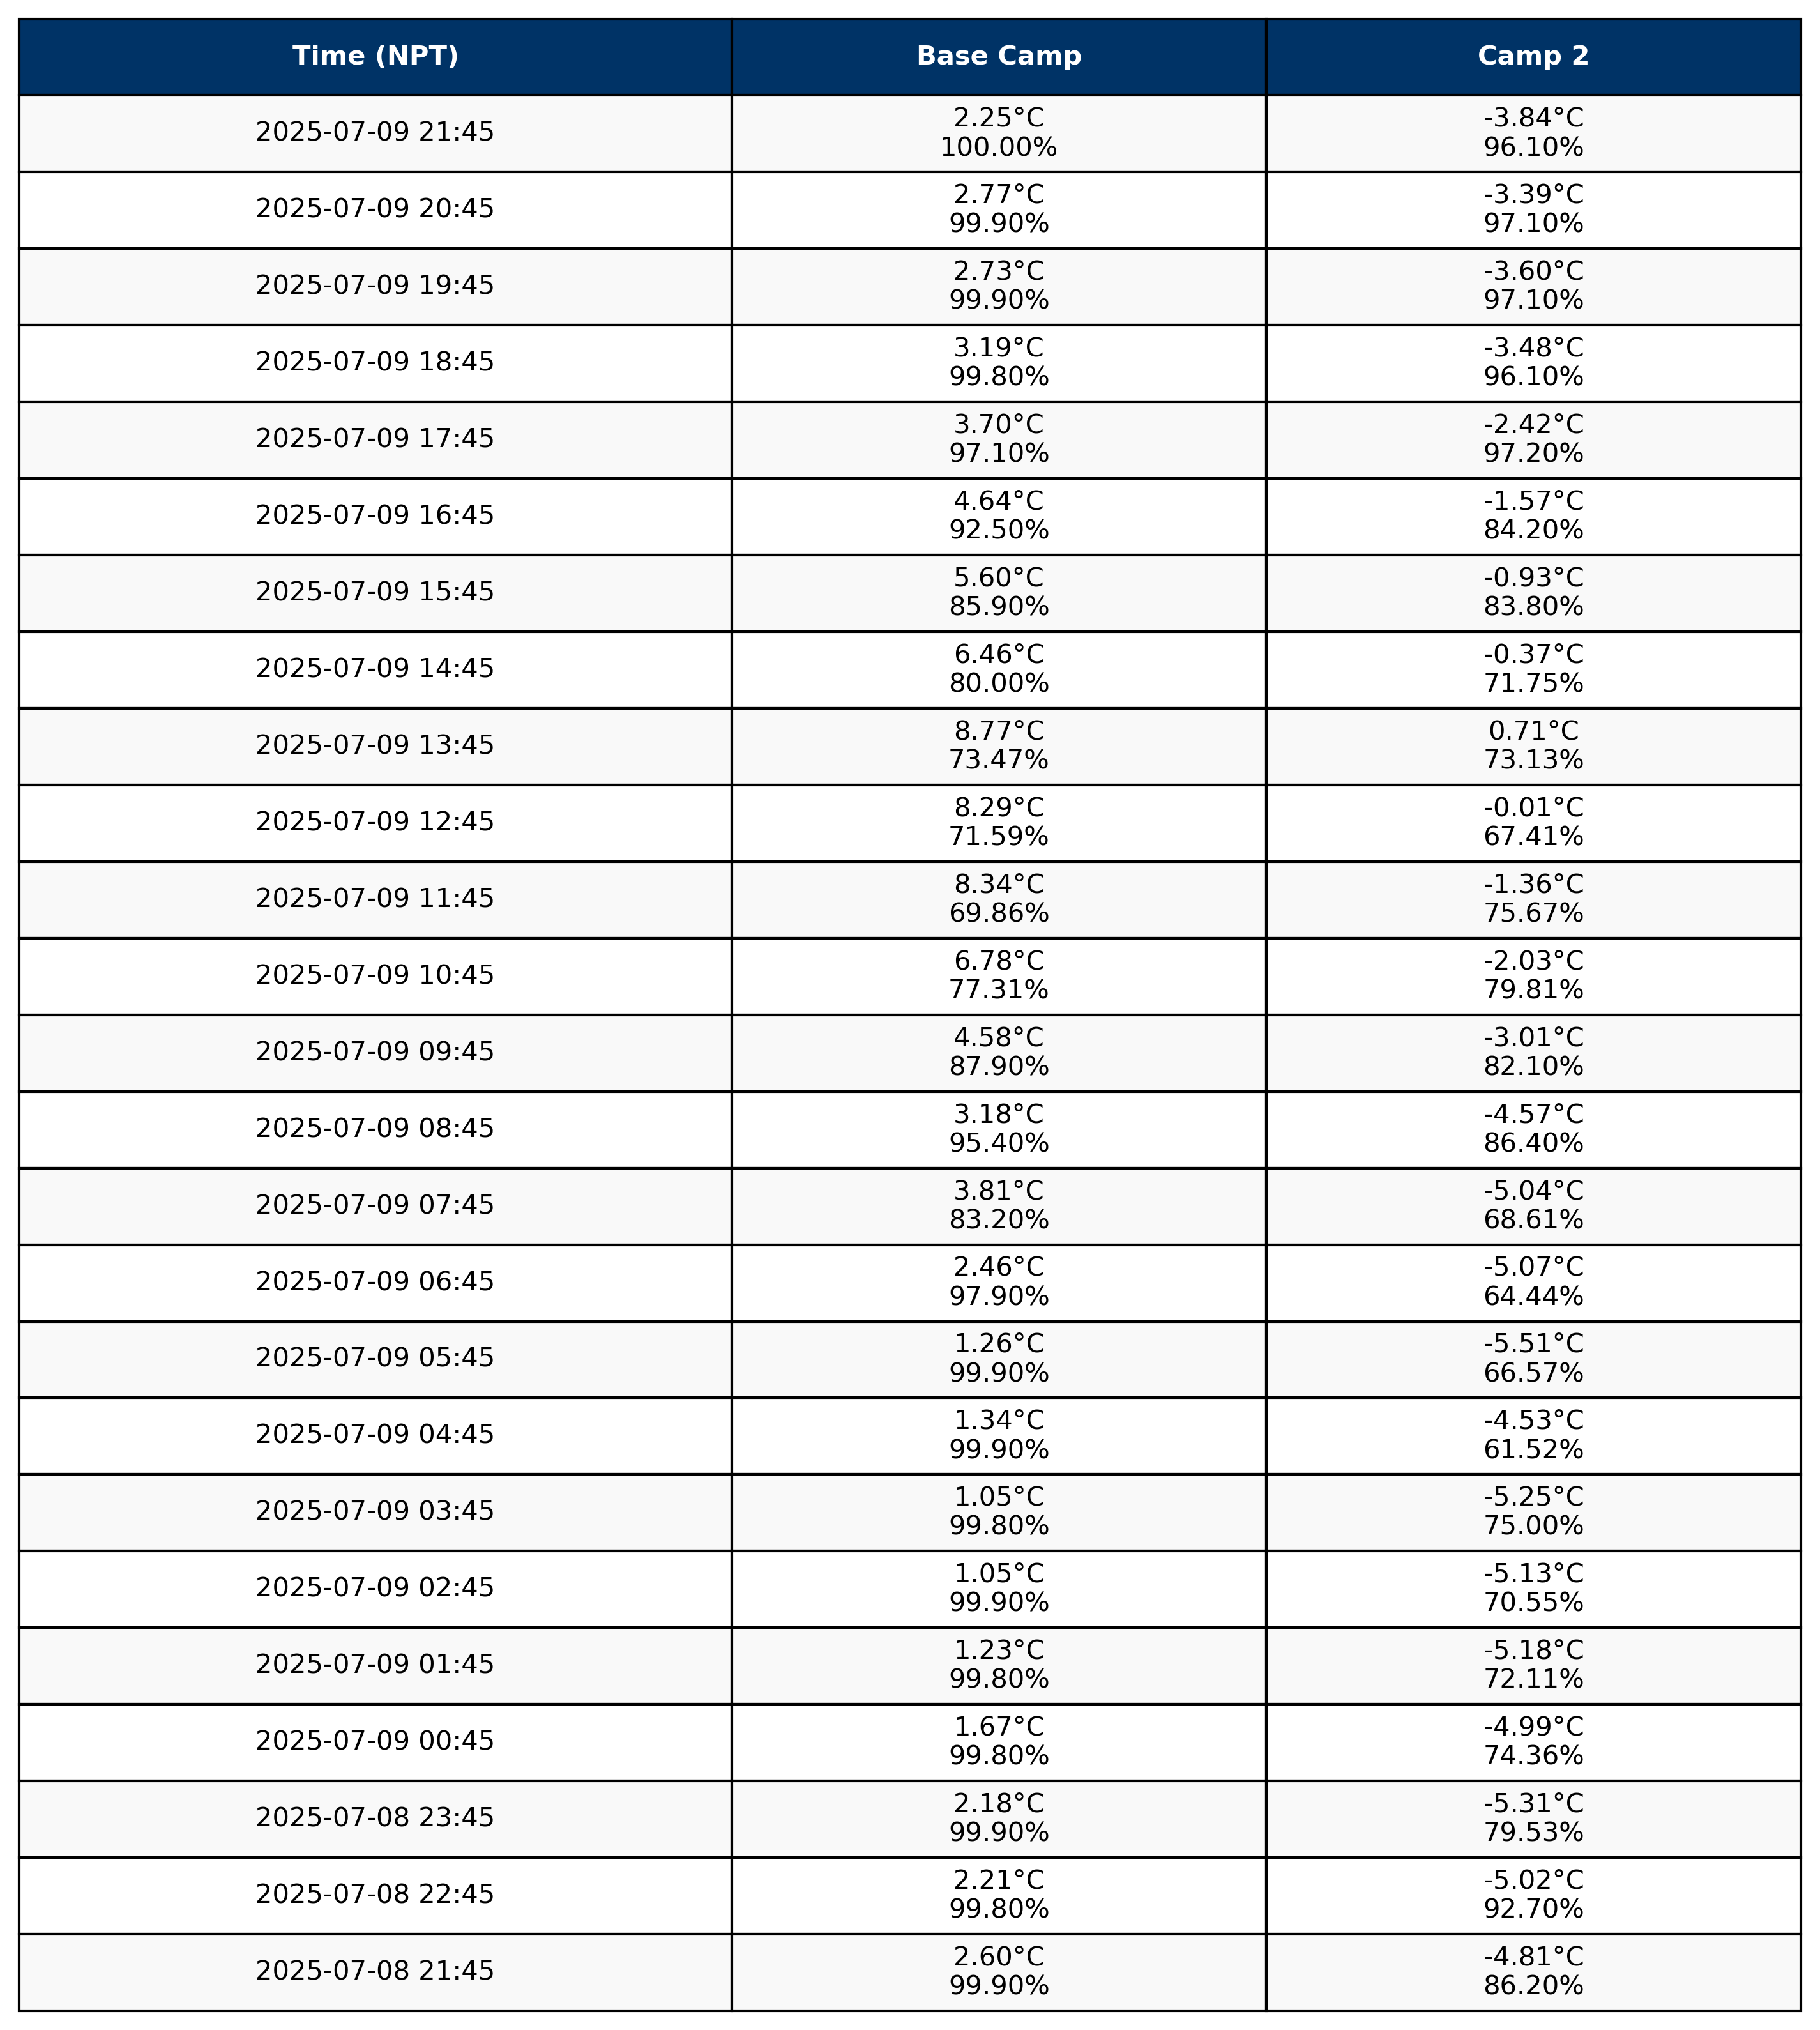 Time (NPT) Base Camp Camp 2
2025-07-09 21:45 2.25°C -3.84°C
100.00% 96.10%
2025-07-09 20:45 2.77°C -3.39°C
99.90% 97.10%
2025-07-09 19:45 2.73°C -3.60°C
99.90% 97.10%
2025-07-09 18:45 3.19°C -3.48°C
99.80% 96.10%
2025-07-09 17:45 3.70°C -2.42°C
97.10% 97.20%
2025-07-09 16:45 4.64°C -1.57°C
92.50% 84.20%
2025-07-09 15:45 5.60°C -0.93°C
85.90% 83.80%
2025-07-09 14:45 6.46°C -0.37°C
80.00% 71.75%
2025-07-09 13:45 8.77°C 0.71°C
73.47% 73.13%
2025-07-09 12:45 8.29°C -0.01°C
71.59% 67.41%
2025-07-09 11:45 8.34°C -1.36°C
69.86% 75.67%
2025-07-09 10:45 6.78°C -2.03°C
77.31% 79.81%
2025-07-09 09:45 4.58°C -3.01°C
87.90% 82.10%
2025-07-09 08:45 3.18°C -4.57°C
95.40% 86.40%
2025-07-09 07:45 3.81°C -5.04°C
83.20% 68.61%
2025-07-09 06:45 2.46°C -5.07°C
97.90% 64.44%
2025-07-09 05:45 1.26°C -5.51°C
99.90% 66.57%
2025-07-09 04:45 1.34°C -4.53°C
99.90% 61.52%
2025-07-09 03:45 1.05°C -5.25°C
99.80% 75.00%
2025-07-09 02:45 1.05°C -5.13°C
99.90% 70.55%
2025-07-09 01:45 1.23°C -5.18°C
99.80% 72.11%
2025-07-09 00:45 1.67°C -4.99°C
99.80% 74.36%
2025-07-08 23:45 2.18°C -5.31°C
99.90% 79.53%
2025-07-08 22:45 2.21°C -5.02°C
99.80% 92.70%
2025-07-08 21:45 2.60°C -4.81°C
99.90% 86.20%